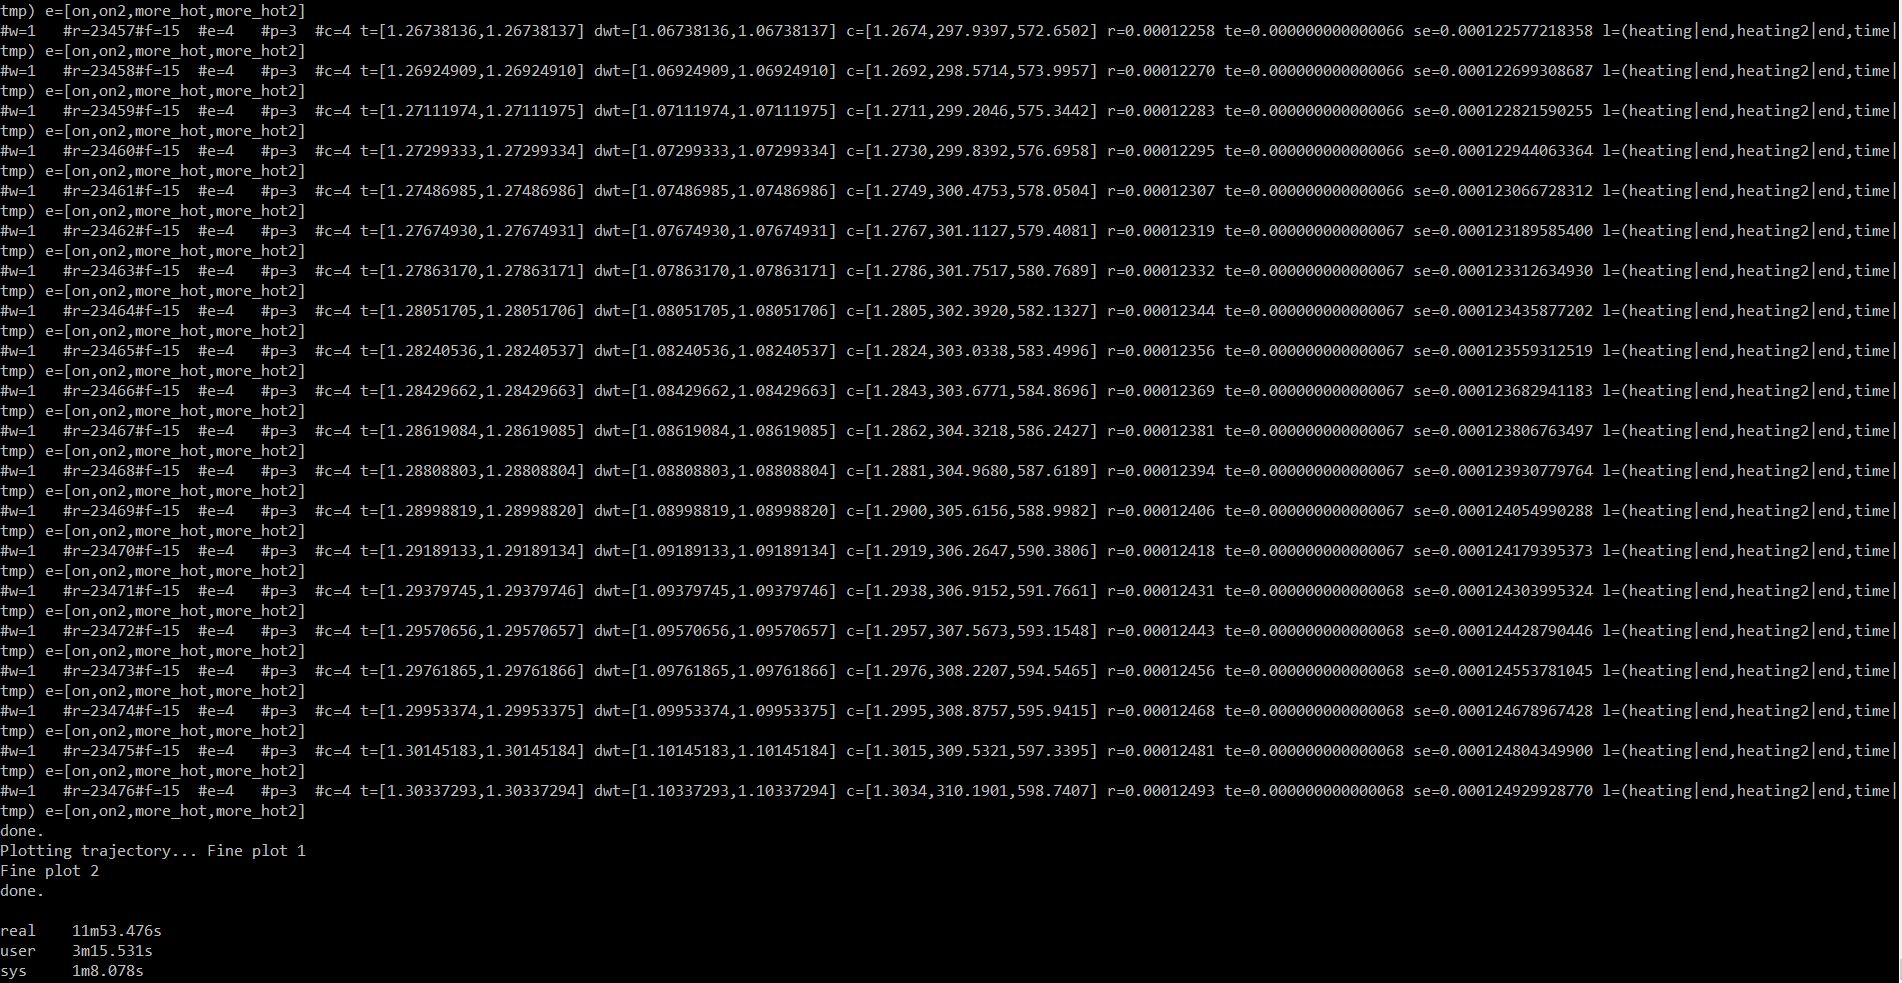 tmp) e=[on,on2,more_hot,more_hot2]
#w=1   #r=23457#f=15  #e=4   #p=3  #c=4 t=[1.26738136,1.26738137] dwt=[1.06738136,1.06738137] c=[1.2674,297.9397,572.6502] r=0.00012258 te=0.000000000000066 se=0.000122577218358 l=(heating|end,heating2|end,time|
tmp) e=[on,on2,more_hot,more_hot2]
#w=1   #r=23458#f=15  #e=4   #p=3  #c=4 t=[1.26924909,1.26924910] dwt=[1.06924909,1.06924910] c=[1.2692,298.5714,573.9957] r=0.00012270 te=0.000000000000066 se=0.000122699308687 l=(heating|end,heating2|end,time|
tmp) e=[on,on2,more_hot,more_hot2]
#w=1   #r=23459#f=15  #e=4   #p=3  #c=4 t=[1.27111974,1.27111975] dwt=[1.07111974,1.07111975] c=[1.2711,299.2046,575.3442] r=0.00012283 te=0.000000000000066 se=0.000122821590255 l=(heating|end,heating2|end,time|
tmp) e=[on,on2,more_hot,more_hot2]
#w=1   #r=23460#f=15  #e=4   #p=3  #c=4 t=[1.27299333,1.27299334] dwt=[1.07299333,1.07299334] c=[1.2730,299.8392,576.6958] r=0.00012295 te=0.000000000000066 se=0.000122944063364 l=(heating|end,heating2|end,time|
tmp) e=[on,on2,more_hot,more_hot2]
#w=1   #r=23461#f=15  #e=4   #p=3  #c=4 t=[1.27486985,1.27486986] dwt=[1.07486985,1.07486986] c=[1.2749,300.4753,578.0504] r=0.00012307 te=0.000000000000066 se=0.000123066728312 l=(heating|end,heating2|end,time|
tmp) e=[on,on2,more_hot,more_hot2]
#w=1   #r=23462#f=15  #e=4   #p=3  #c=4 t=[1.27674930,1.27674931] dwt=[1.07674930,1.07674931] c=[1.2767,301.1127,579.4081] r=0.00012319 te=0.000000000000067 se=0.000123189585400 l=(heating|end,heating2|end,time|
tmp) e=[on,on2,more_hot,more_hot2]
#w=1   #r=23463#f=15  #e=4   #p=3  #c=4 t=[1.27863170,1.27863171] dwt=[1.07863170,1.07863171] c=[1.2786,301.7517,580.7689] r=0.00012332 te=0.000000000000067 se=0.000123312634930 l=(heating|end,heating2|end,time|
tmp) e=[on,on2,more_hot,more_hot2]
#w=1   #r=23464#f=15  #e=4   #p=3  #c=4 t=[1.28051705,1.28051706] dwt=[1.08051705,1.08051706] c=[1.2805,302.3920,582.1327] r=0.00012344 te=0.000000000000067 se=0.000123435877202 l=(heating|end,heating2|end,time|
tmp) e=[on,on2,more_hot,more_hot2]
#w=1   #r=23465#f=15  #e=4   #p=3  #c=4 t=[1.28240536,1.28240537] dwt=[1.08240536,1.08240537] c=[1.2824,303.0338,583.4996] r=0.00012356 te=0.000000000000067 se=0.000123559312519 l=(heating|end,heating2|end,time|
tmp) e=[on,on2,more_hot,more_hot2]
#w=1   #r=23466#f=15  #e=4   #p=3  #c=4 t=[1.28429662,1.28429663] dwt=[1.08429662,1.08429663] c=[1.2843,303.6771,584.8696] r=0.00012369 te=0.000000000000067 se=0.000123682941183 l=(heating|end,heating2|end,time|
tmp) e=[on,on2,more_hot,more_hot2]
#w=1   #r=23467#f=15  #e=4   #p=3  #c=4 t=[1.28619084,1.28619085] dwt=[1.08619084,1.08619085] c=[1.2862,304.3218,586.2427] r=0.00012381 te=0.000000000000067 se=0.000123806763497 l=(heating|end,heating2|end,time|
tmp) e=[on,on2,more_hot,more_hot2]
#w=1   #r=23468#f=15  #e=4   #p=3  #c=4 t=[1.28808803,1.28808804] dwt=[1.08808803,1.08808804] c=[1.2881,304.9680,587.6189] r=0.00012394 te=0.000000000000067 se=0.000123930779764 l=(heating|end,heating2|end,time|
tmp) e=[on,on2,more_hot,more_hot2]
#w=1   #r=23469#f=15  #e=4   #p=3  #c=4 t=[1.28998819,1.28998820] dwt=[1.08998819,1.08998820] c=[1.2900,305.6156,588.9982] r=0.00012406 te=0.000000000000067 se=0.000124054990288 l=(heating|end,heating2|end,time|
tmp) e=[on,on2,more_hot,more_hot2]
#w=1   #r=23470#f=15  #e=4   #p=3  #c=4 t=[1.29189133,1.29189134] dwt=[1.09189133,1.09189134] c=[1.2919,306.2647,590.3806] r=0.00012418 te=0.000000000000067 se=0.000124179395373 l=(heating|end,heating2|end,time|
tmp) e=[on,on2,more_hot,more_hot2]
#w=1   #r=23471#f=15  #e=4   #p=3  #c=4 t=[1.29379745,1.29379746] dwt=[1.09379745,1.09379746] c=[1.2938,306.9152,591.7661] r=0.00012431 te=0.000000000000068 se=0.000124303995324 l=(heating|end,heating2|end,time|
tmp) e=[on,on2,more_hot,more_hot2]
#w=1   #r=23472#f=15  #e=4   #p=3  #c=4 t=[1.29570656,1.29570657] dwt=[1.09570656,1.09570657] c=[1.2957,307.5673,593.1548] r=0.00012443 te=0.000000000000068 se=0.000124428790446 l=(heating|end,heating2|end,time|
tmp) e=[on,on2,more_hot,more_hot2]
#w=1   #r=23473#f=15  #e=4   #p=3  #c=4 t=[1.29761865,1.29761866] dwt=[1.09761865,1.09761866] c=[1.2976,308.2207,594.5465] r=0.00012456 te=0.000000000000068 se=0.000124553781045 l=(heating|end,heating2|end,time|
tmp) e=[on,on2,more_hot,more_hot2]
#w=1   #r=23474#f=15  #e=4   #p=3  #c=4 t=[1.29953374,1.29953375] dwt=[1.09953374,1.09953375] c=[1.2995,308.8757,595.9415] r=0.00012468 te=0.000000000000068 se=0.000124678967428 l=(heating|end,heating2|end,time|
tmp) e=[on,on2,more_hot,more_hot2]
#w=1   #r=23475#f=15  #e=4   #p=3  #c=4 t=[1.30145183,1.30145184] dwt=[1.10145183,1.10145184] c=[1.3015,309.5321,597.3395] r=0.00012481 te=0.000000000000068 se=0.000124804349900 l=(heating|end,heating2|end,time|
tmp) e=[on,on2,more_hot,more_hot2]
#w=1   #r=23476#f=15  #e=4   #p=3  #c=4 t=[1.30337293,1.30337294] dwt=[1.10337293,1.10337294] c=[1.3034,310.1901,598.7407] r=0.00012493 te=0.000000000000068 se=0.000124929928770 l=(heating|end,heating2|end,time|
tmp) e=[on,on2,more_hot,more_hot2]
done.
Plotting trajectory... Fine plot 1
Fine plot 2
done.
real    11m53.476s
user    3m15.531s
sys     1m8.078s